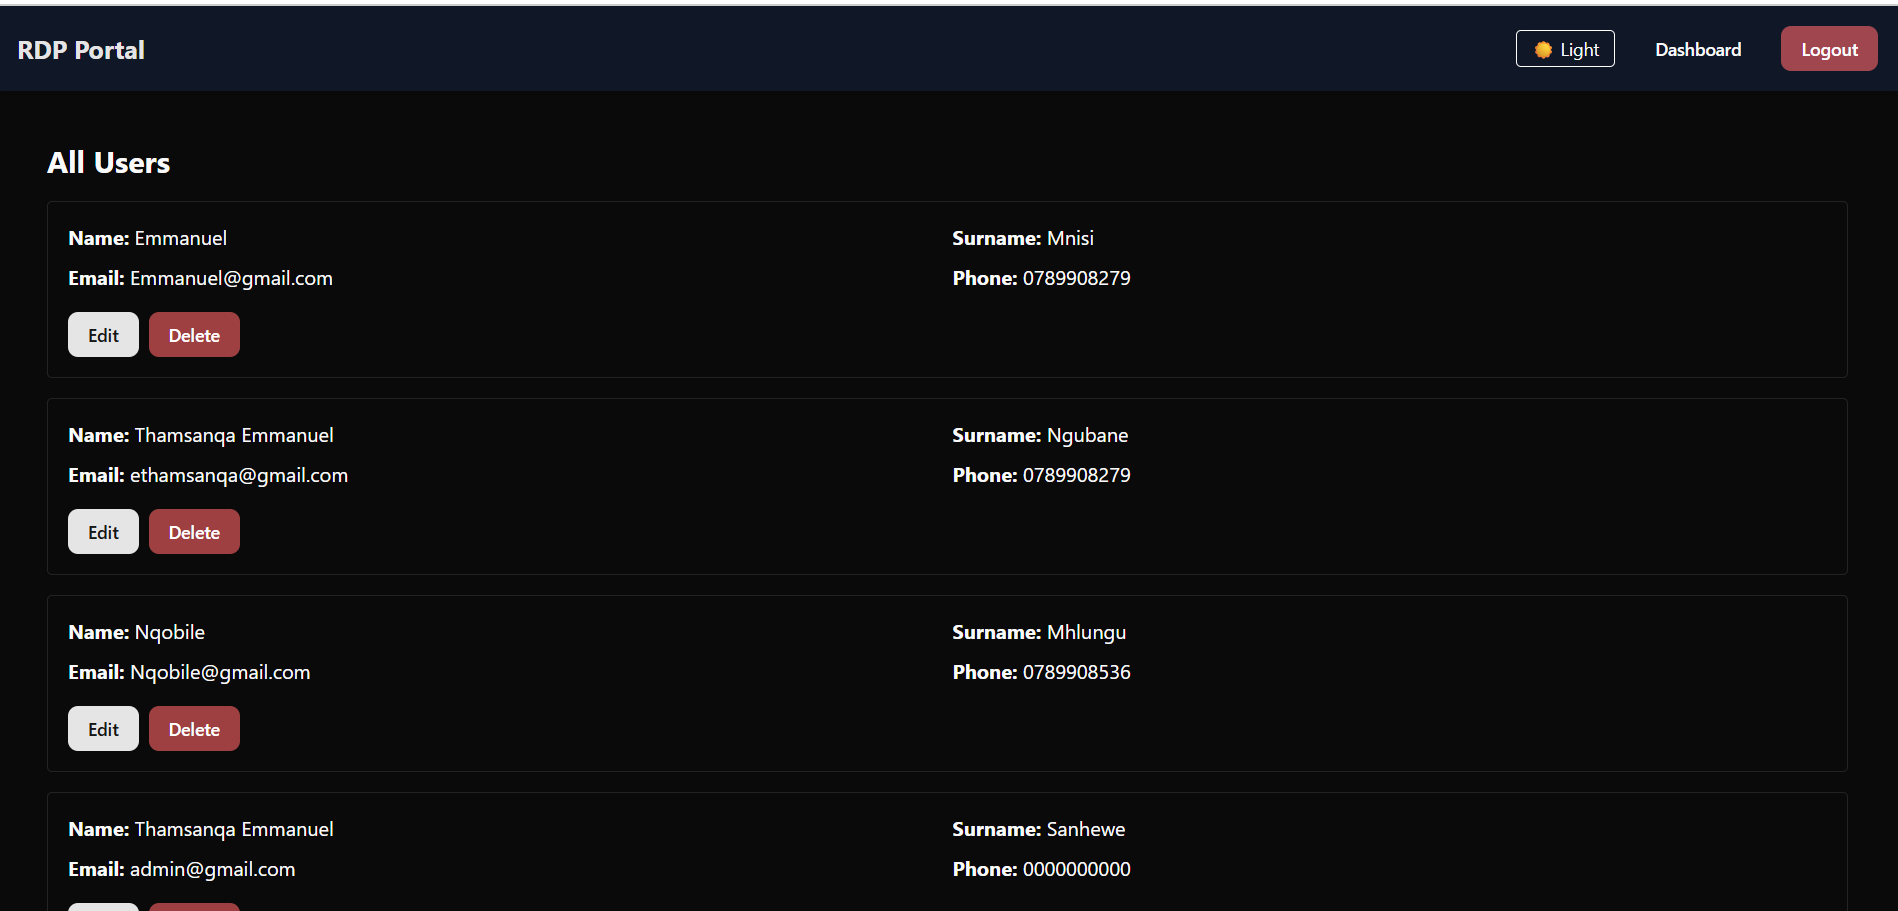 RDP Portal
Light
Dashboard
Logout
All Users
Name: Emmanuel
Surname: Mnisi
Email: Emmanuel@gmail.com
Phone: 0789908279
Edit
Delete
Name: Thamsanqa Emmanuel
Surname: Ngubane
Email: ethamsanqa@gmail.com
Phone: 0789908279
Edit
Delete
Name: Nqobile
Surname: Mhlungu
Email: Nqobile@gmail.com
Phone: 0789908536
Edit
Delete
Name: Thamsanqa Emmanuel
Surname: Sanhewe
Email: admin@gmail.com
Phone: 0000000000